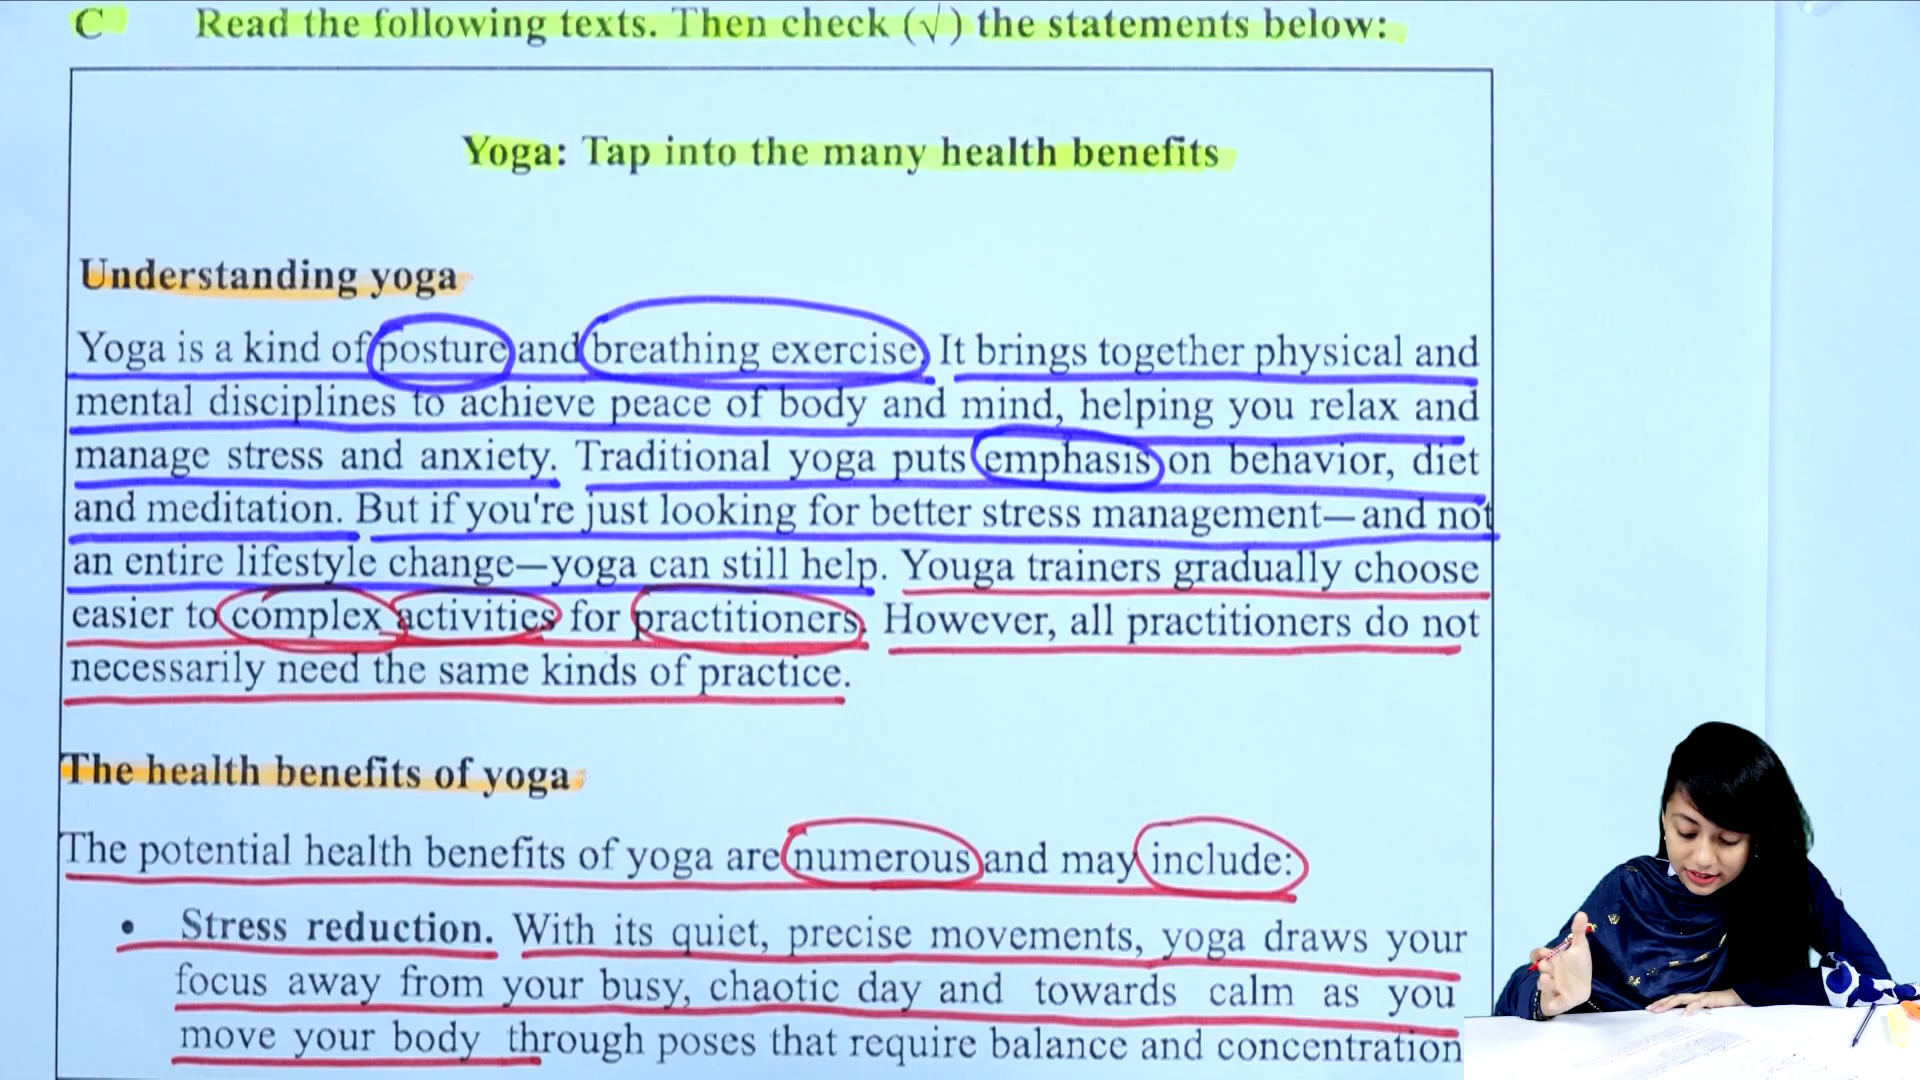 C Read the following texts. Then check (√) the statements below:
Yoga: Tap into the many health benefits
Understanding yoga
Yoga is a kind of posture and breathing exercise. It brings together physical and
mental disciplines to achieve peace of body and mind, helping you relax and
manage stress and anxiety. Traditional yoga puts emphasis on behavior, diet
and meditation. But if you're just looking for better stress management—and not
an entire lifestyle change—yoga can still help. Youga trainers gradually choose
easier to complex activities for practitioners. However, all practitioners do not
necessarily need the same kinds of practice.
The health benefits of yoga
The potential health benefits of yoga are numerous and may include:
• Stress reduction. With its quiet, precise movements, yoga draws your
focus away from your busy, chaotic day and towards calm as you
move your body through poses that require balance and concentration